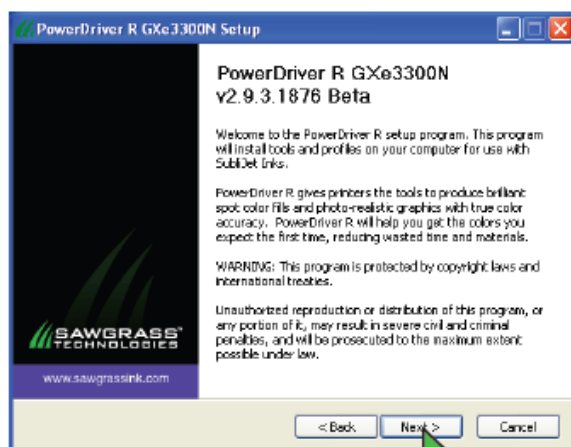 PowerDriver R GXe3300N Setup
PowerDriver R GXe3300N
v2.9.3.1876 Beta
Welcome to the PowerDriver R setup program. This program
will install tools and profiles on your computer for use with
SubliJet Inks.
PowerDriver R gives printers the tools to produce brilliant
spot color fills and photo-realistic graphics with true color
accuracy. PowerDriver R will help you get the colors you
expect the first time, reducing wasted time and materials.
WARNING: This program is protected by copyright laws and
international treaties.
Unauthorized reproduction or distribution of this program, or
any portion of it, may result in severe civil and criminal
penalties, and will be prosecuted to the maximum extent
possible under law.
SAWGRASS™
TECHNOLOGIES
www.sawgrassink.com
< Back
Next >
Cancel